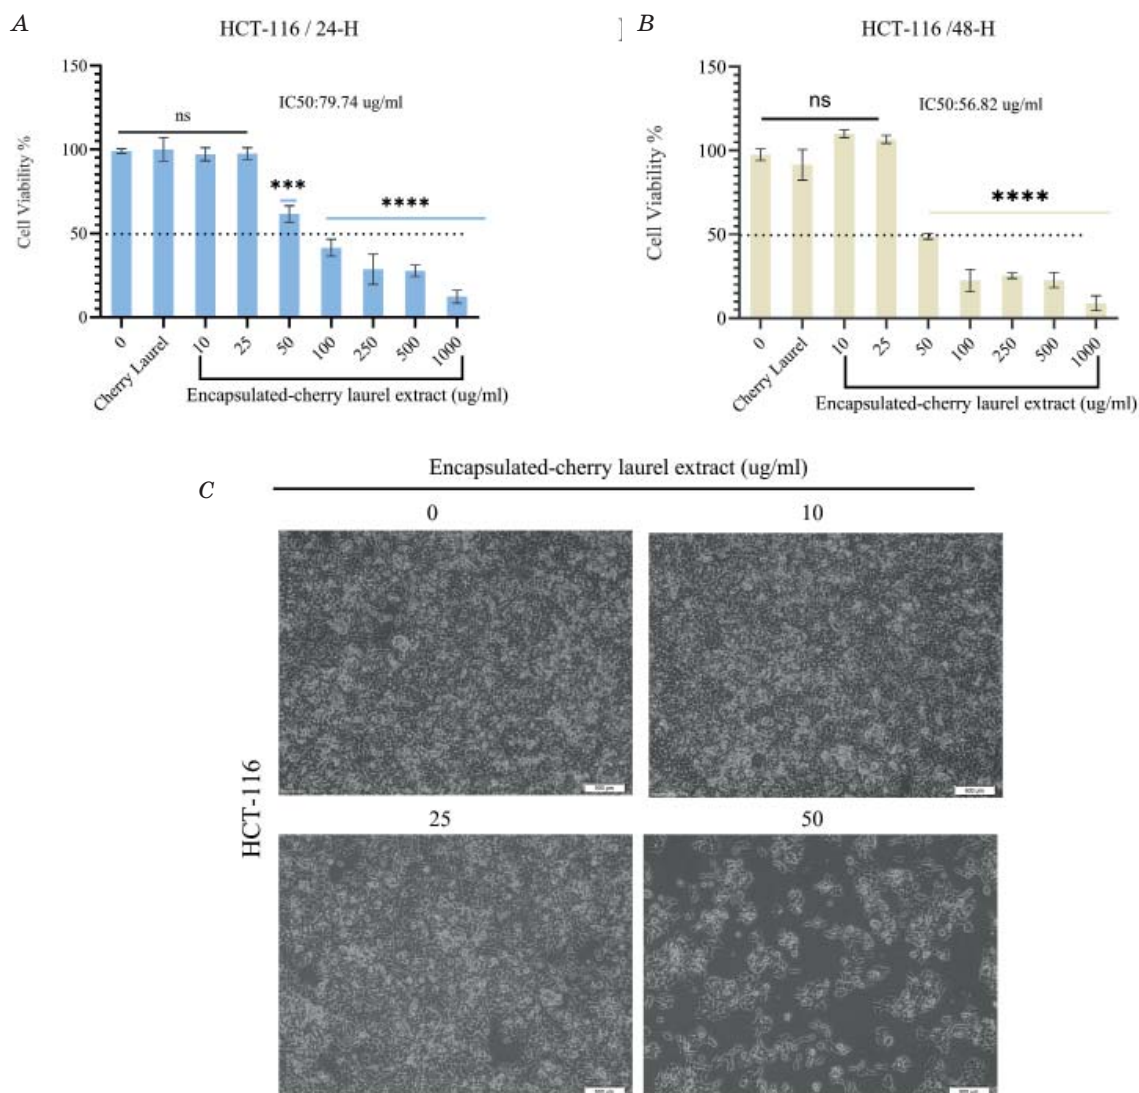 A
HCT-116 / 24-H
150
100
50
0
Cell Viability %
IC50:79.74 ug/ml
ns
***
****
0
Cherry Laurel
10
25
50
100
250
500
1000
Encapsulated-cherry laurel extract (ug/ml)
B
HCT-116 /48-H
150
100
50
0
Cell Viability %
IC50:56.82 ug/ml
ns
****
0
Cherry Laurel
10
25
50
100
250
500
1000
Encapsulated-cherry laurel extract (ug/ml)
C
Encapsulated-cherry laurel extract (ug/ml)
0
10
HCT-116
25
50